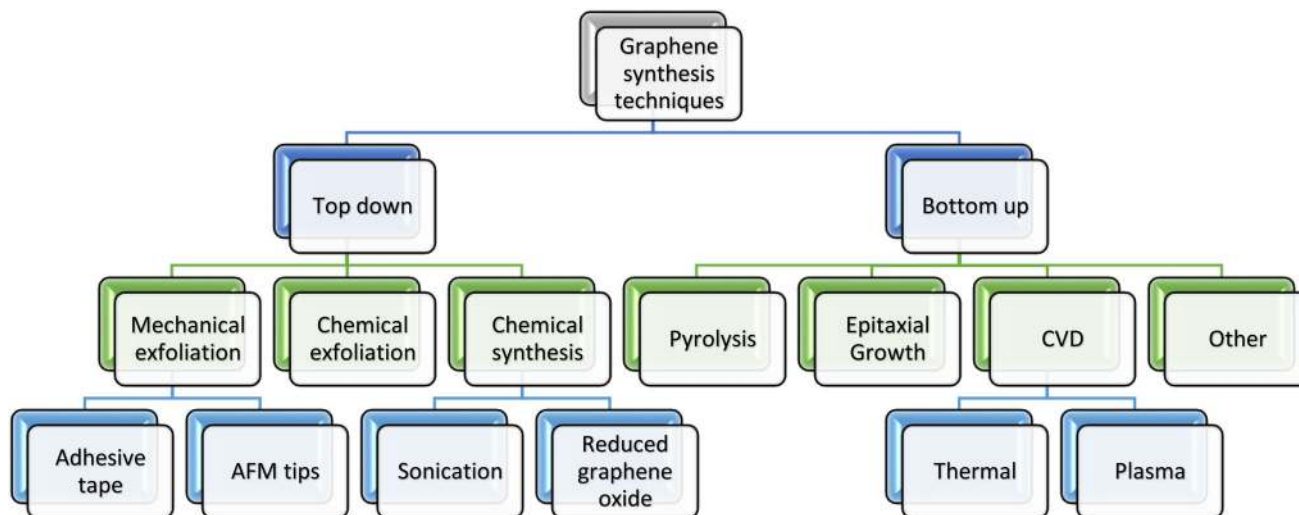 Graphene
synthesis
techniques
Top down
Bottom up
Mechanical
exfoliation
Chemical
exfoliation
Chemical
synthesis
Pyrolysis
Epitaxial
Growth
CVD
Other
Adhesive
tape
AFM tips
Sonication
Reduced
graphene
oxide
Thermal
Plasma